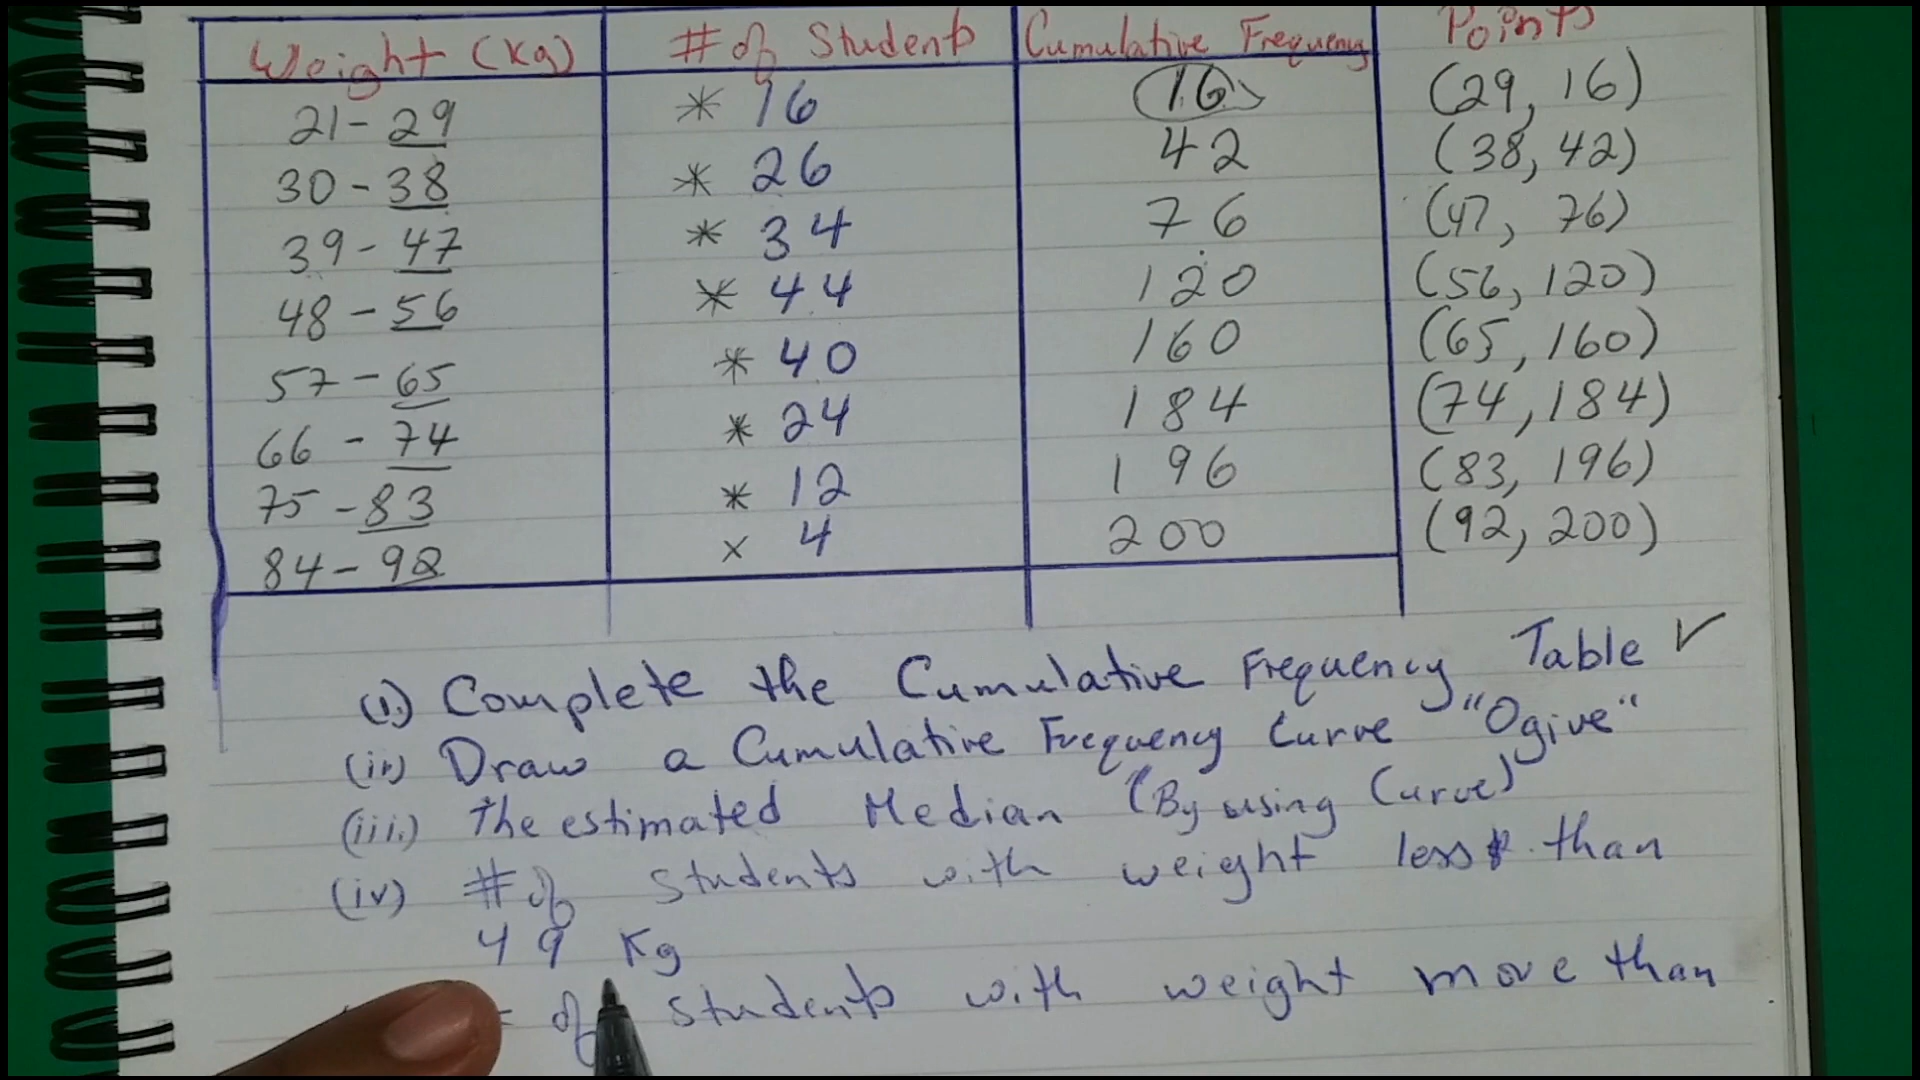 Weight (Kg) # of Students Cumulative Frequency Points
21-29 * 16 16 (29, 16)
30-38 * 26 42 (38, 42)
39-47 * 34 76 (47, 76)
48-56 * 44 120 (56, 120)
57-65 * 40 160 (65, 160)
66-74 * 24 184 (74, 184)
75-83 * 12 196 (83, 196)
84-92 x 4 200 (92, 200)
(i.) Complete the Cumulative Frequency Table ✓
(ii) Draw a Cumulative Frequency Curve "Ogive"
(iii.) The estimated Median (By using Curve)
(iv) # of students with weight less than
49 Kg
of students with weight more than